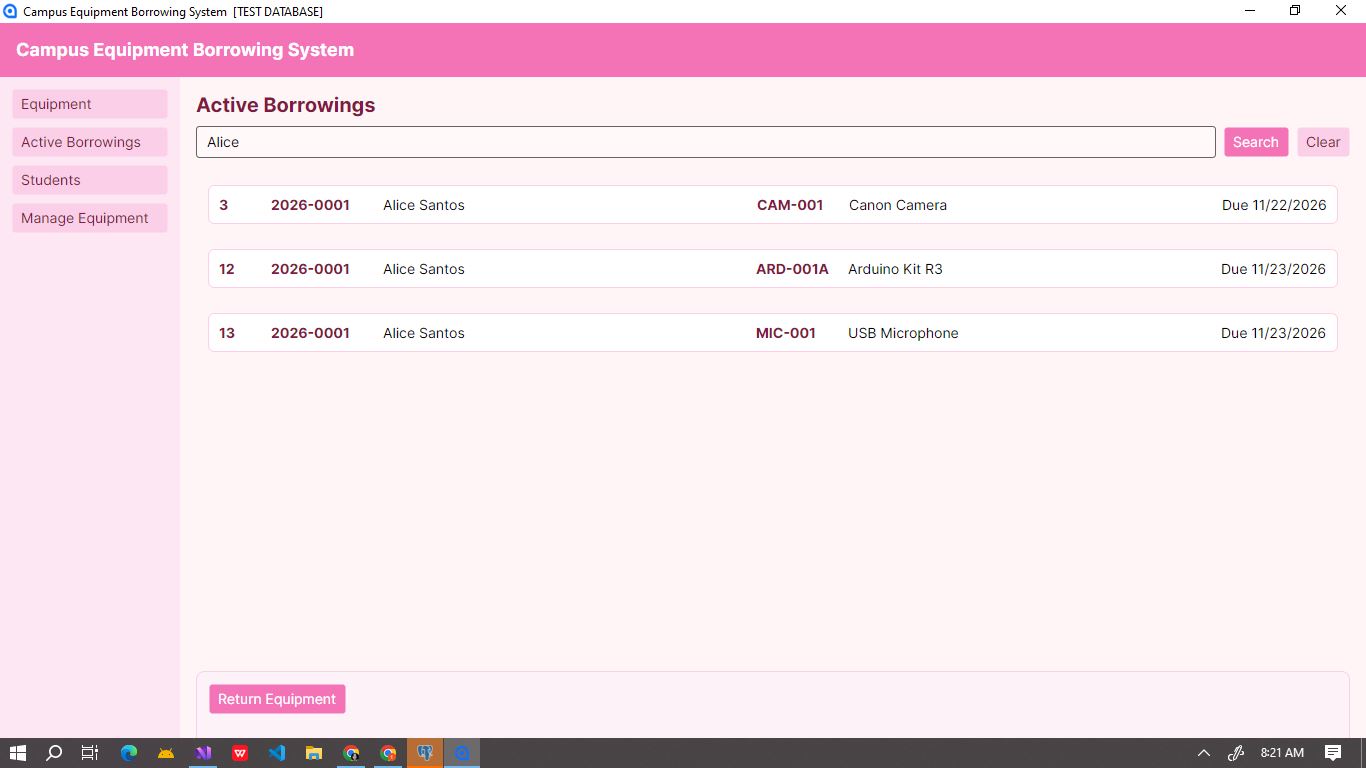 Campus Equipment Borrowing System [TEST DATABASE]
Campus Equipment Borrowing System
Equipment
Active Borrowings
Students
Manage Equipment
Active Borrowings
Alice Search Clear
3 2026-0001 Alice Santos CAM-001 Canon Camera Due 11/22/2026
12 2026-0001 Alice Santos ARD-001A Arduino Kit R3 Due 11/23/2026
13 2026-0001 Alice Santos MIC-001 USB Microphone Due 11/23/2026
Return Equipment
8:21 AM